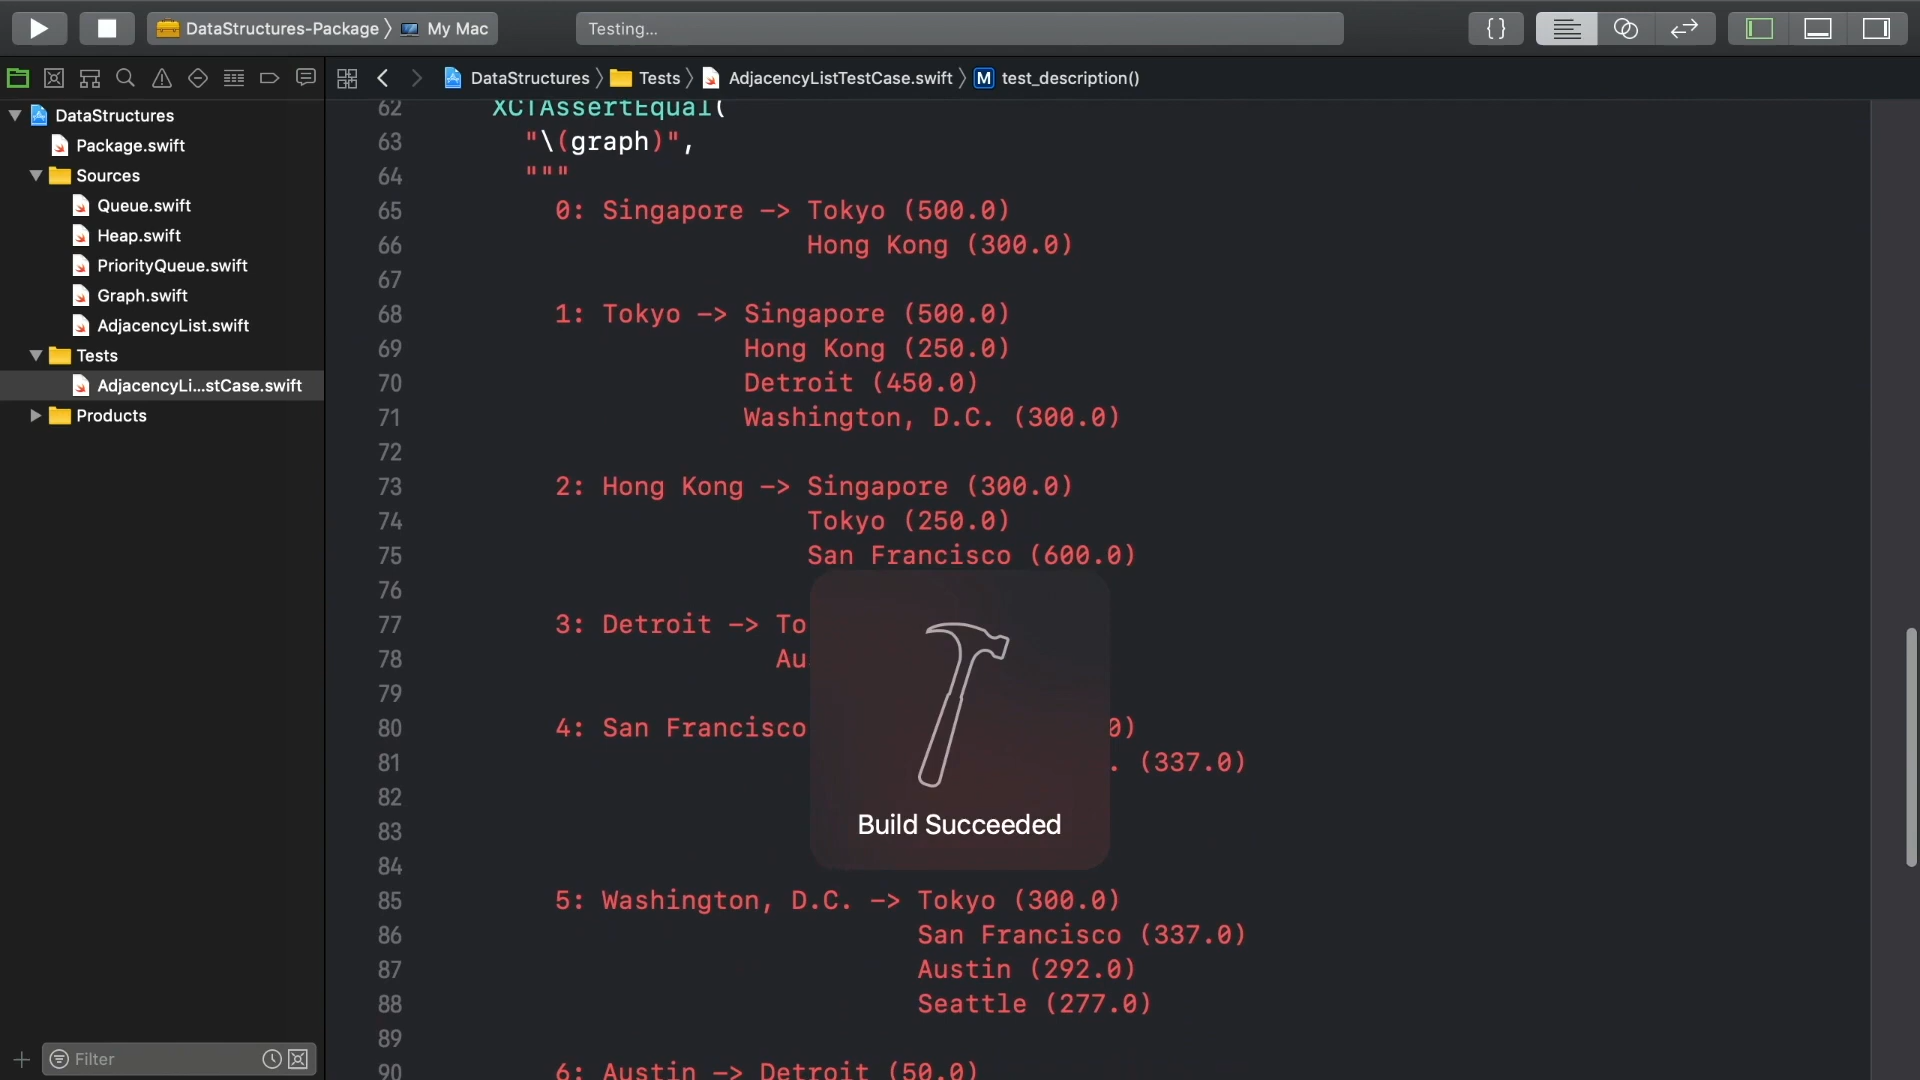 DataStructures-Package 〉 My Mac
Testing...
{ }
DataStructures 〉 Tests 〉 AdjacencyListTestCase.swift 〉 M test_description()
DataStructures
Package.swift
Sources
Queue.swift
Heap.swift
PriorityQueue.swift
Graph.swift
AdjacencyList.swift
Tests
AdjacencyLi...stCase.swift
Products
Filter
62 XCTAssertEqual(
63 "\(graph)",
64 """
65 0: Singapore -> Tokyo (500.0)
66 Hong Kong (300.0)
67
68 1: Tokyo -> Singapore (500.0)
69 Hong Kong (250.0)
70 Detroit (450.0)
71 Washington, D.C. (300.0)
72
73 2: Hong Kong -> Singapore (300.0)
74 Tokyo (250.0)
75 San Francisco (600.0)
76
77 3: Detroit -> To
78 Au
79
80 4: San Francisco 0)
81 . (337.0)
82
83
84
85 5: Washington, D.C. -> Tokyo (300.0)
86 San Francisco (337.0)
87 Austin (292.0)
88 Seattle (277.0)
89
90 6: Austin -> Detroit (50.0)
Build Succeeded